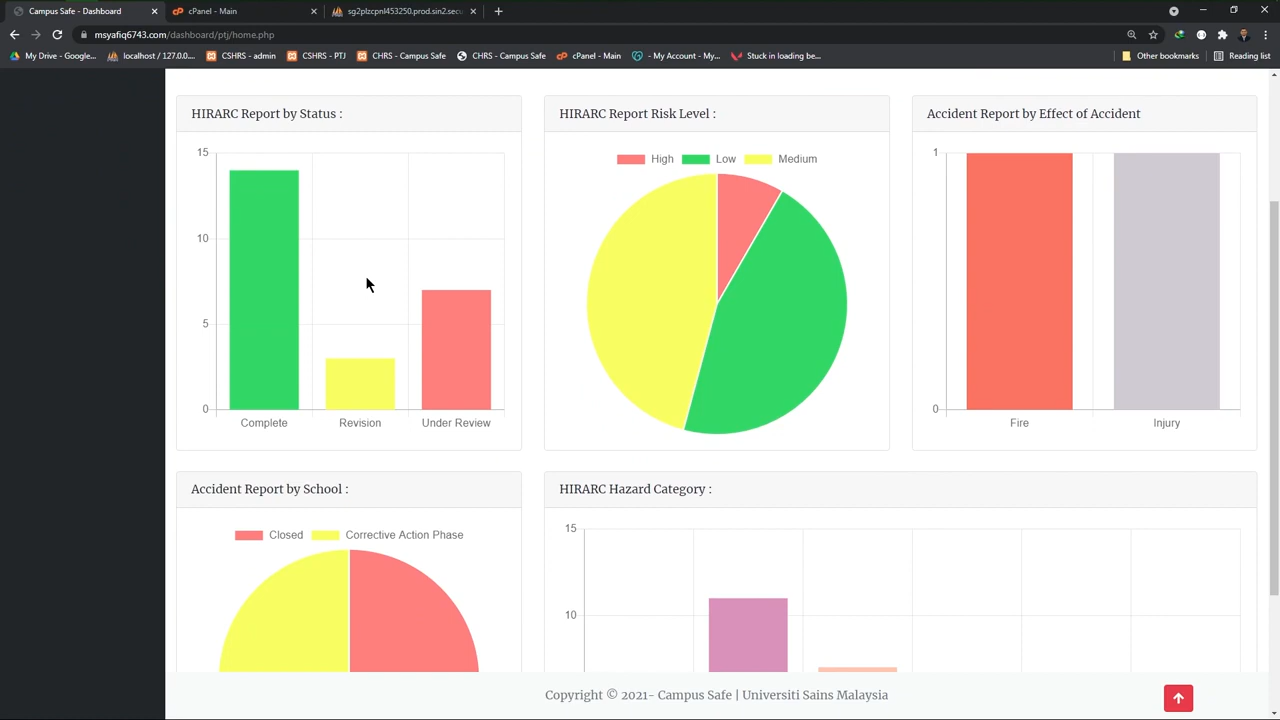 Campus Safe - Dashboard
cPanel - Main
sg2plzcpnl453250.prod.sin2.secu
msyafiq6743.com/dashboard/ptj/home.php
My Drive - Google...
localhost / 127.0.0....
CSHRS - admin
CSHRS - PTJ
CHRS - Campus Safe
CHRS - Campus Safe
cPanel - Main
- My Account - My...
Stuck in loading be...
Other bookmarks
Reading list
HIRARC Report by Status :
15
10
5
0
Complete
Revision
Under Review
HIRARC Report Risk Level :
High
Low
Medium
Accident Report by Effect of Accident
1
0
Fire
Injury
Accident Report by School :
Closed
Corrective Action Phase
HIRARC Hazard Category :
15
10
Copyright © 2021- Campus Safe | Universiti Sains Malaysia